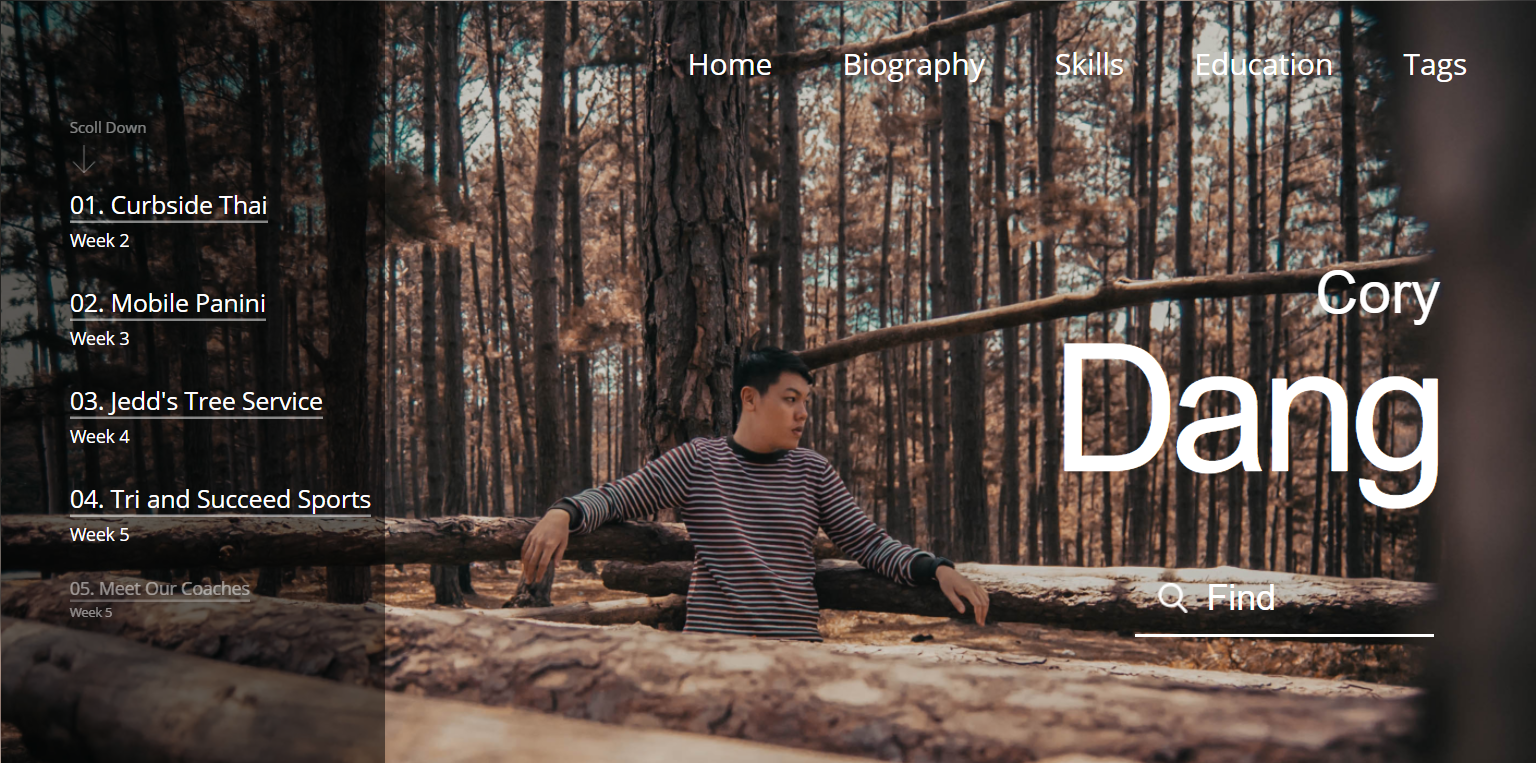 Home Biography Skills Education Tags
Scoll Down
01. Curbside Thai
Week 2
02. Mobile Panini
Week 3
03. Jedd's Tree Service
Week 4
04. Tri and Succeed Sports
Week 5
05. Meet Our Coaches
Week 5
Cory
Dang
Find